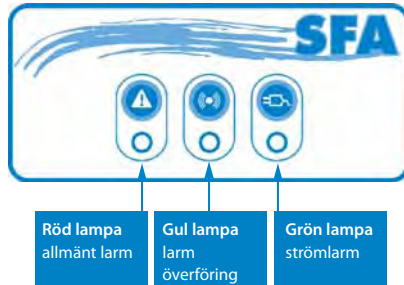 SFA
Röd lampa
allmänt larm
Gul lampa
larm
överföring
Grön lampa
strömlarm